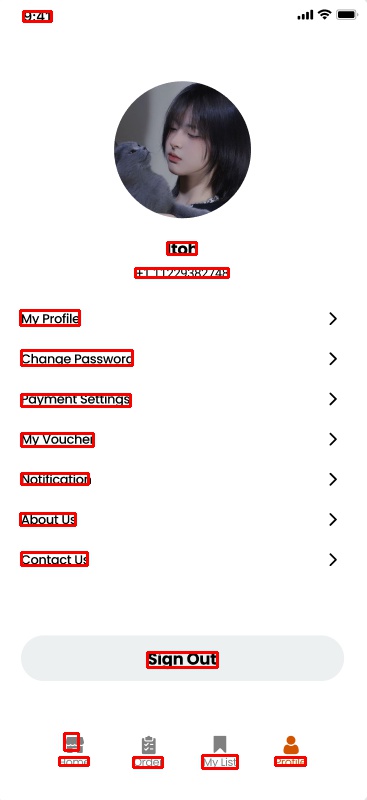 9:41
Itoh
+1 11229382748
My Profile
Change Password
Payment Settings
My Voucher
Notification
About Us
Contact Us
Sign Out
Home
Order
My List
Profile